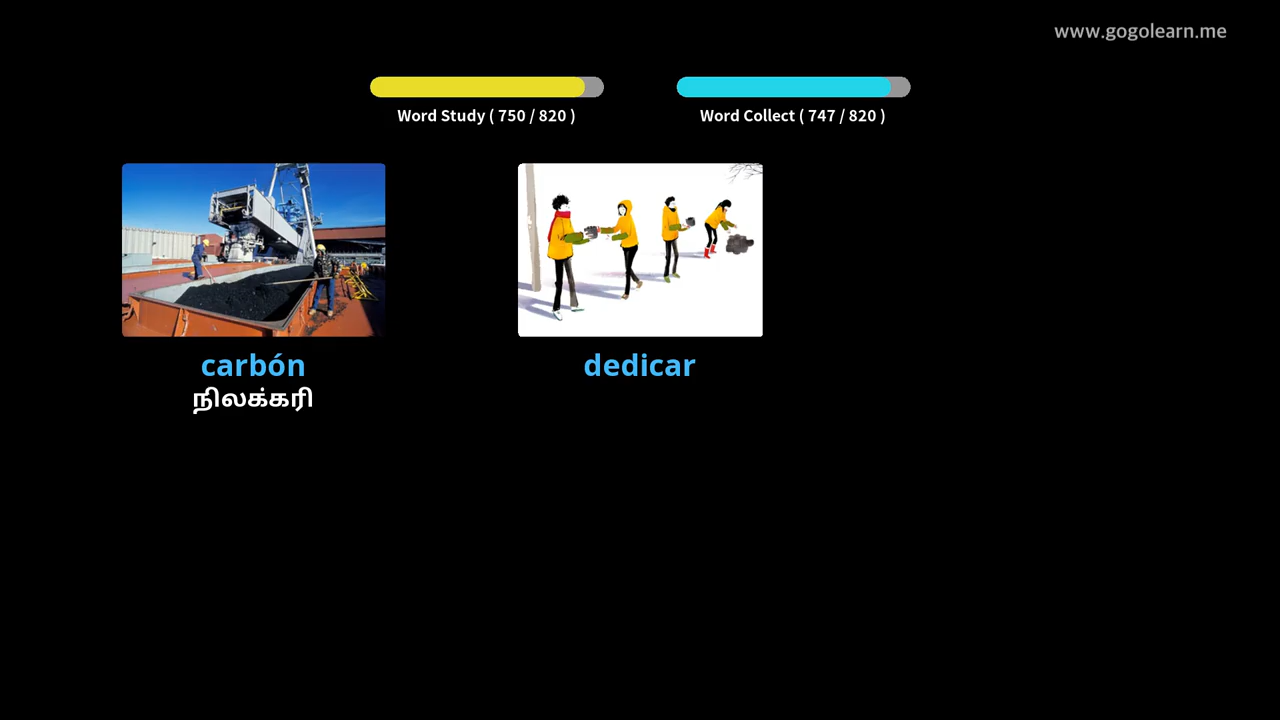 www.gogolearn.me
Word Study ( 750 / 820 )
Word Collect ( 747 / 820 )
carbón
நிலக்கரி
dedicar